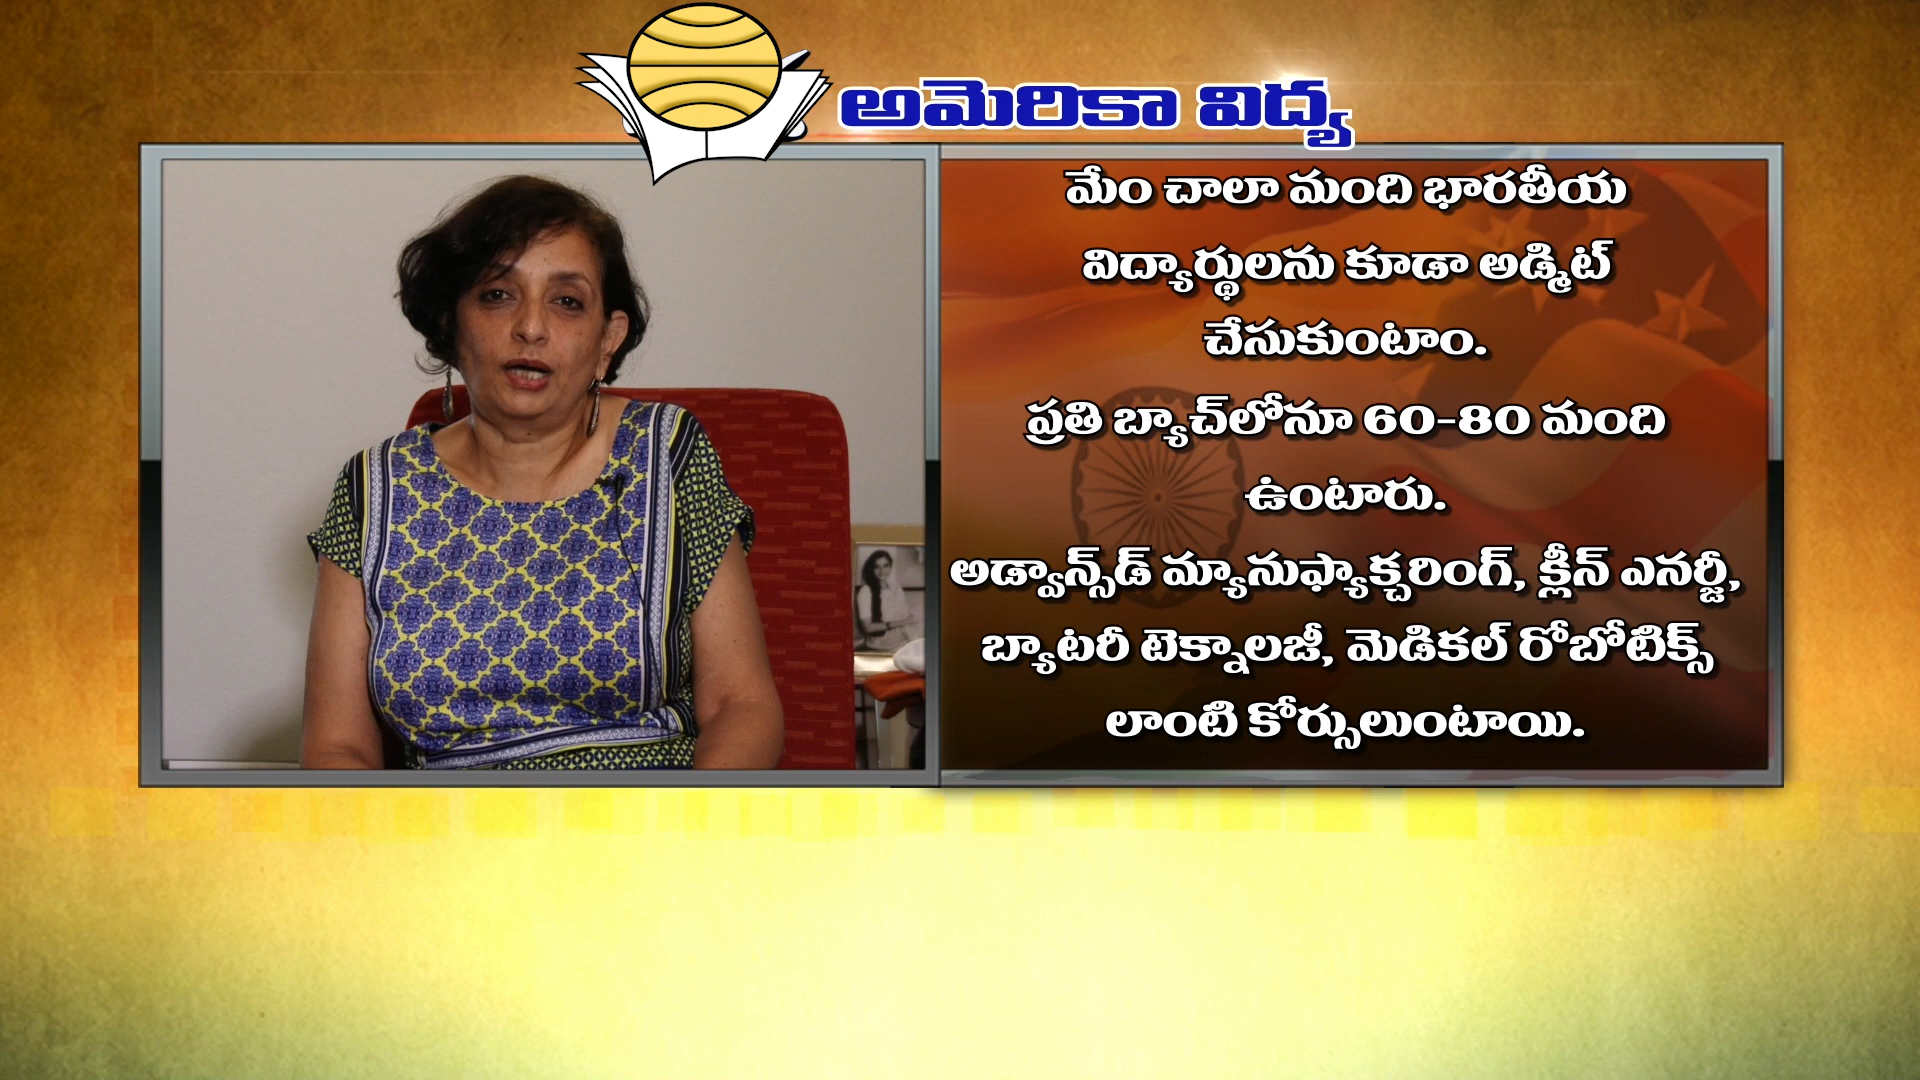 అమెరికా విద్య
మేం చాలా మంది భారతీయ
విద్యార్థులను కూడా అడ్మిట్
చేసుకుంటాం.
ప్రతి బ్యాచ్‌లోనూ 60-80 మంది
ఉంటారు.
అడ్వాన్స్‌డ్ మ్యానుఫ్యాక్చరింగ్, క్లీన్ ఎనర్జీ,
బ్యాటరీ టెక్నాలజీ, మెడికల్ రోబోటిక్స్
లాంటి కోర్సులుంటాయి.